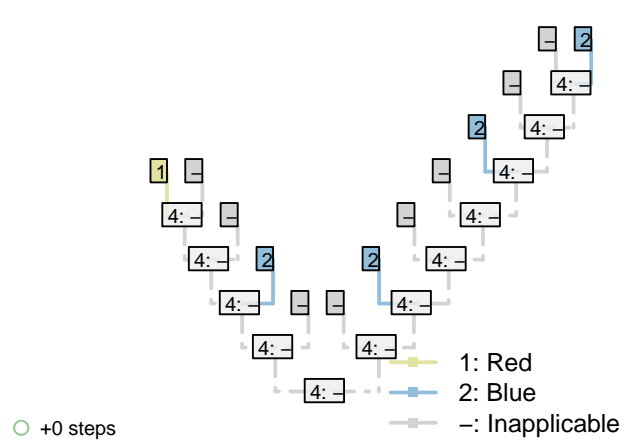 – 2
– 4: –
2 4: –
1 – – 4: –
4: – – – 4: –
4: – 2 2 4: –
4: – – – 4: –
4: – 4: –
1: Red
4: –
2: Blue
–: Inapplicable
+0 steps